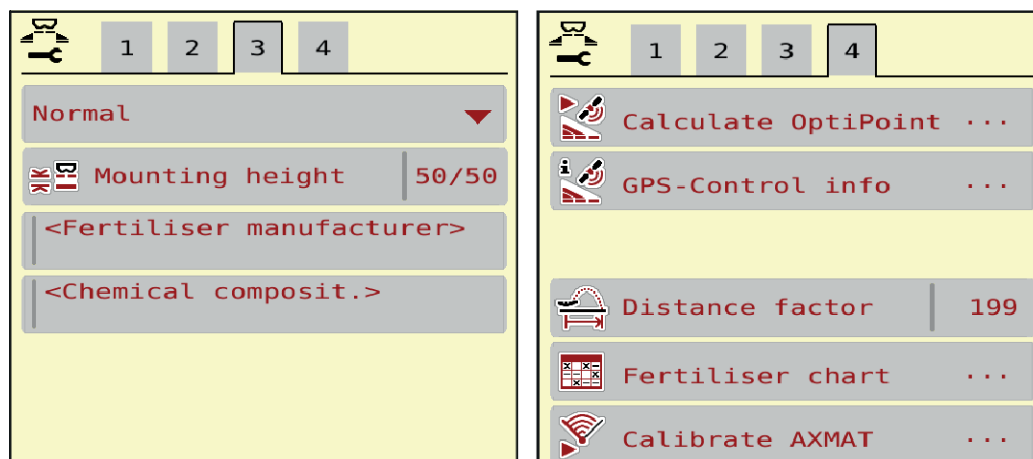 1 2 3 4
Normal
Mounting height 50/50
<Fertiliser manufacturer>
<Chemical composit.>
1 2 3 4
Calculate OptiPoint ...
GPS-Control info ...
Distance factor 199
Fertiliser chart ...
Calibrate AXMAT ...